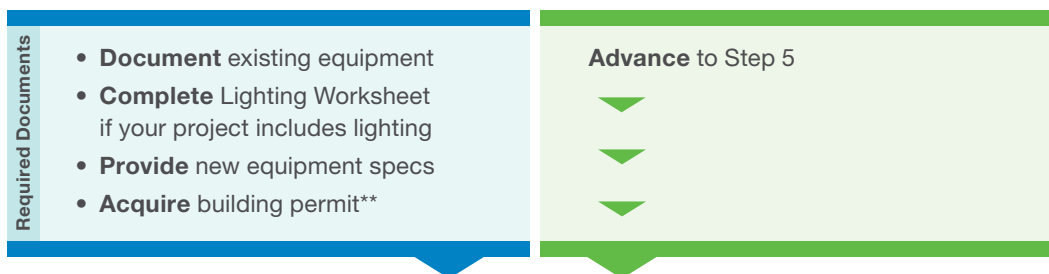 Required Documents
• Document existing equipment
• Complete Lighting Worksheet
if your project includes lighting
• Provide new equipment specs
• Acquire building permit**
Advance to Step 5